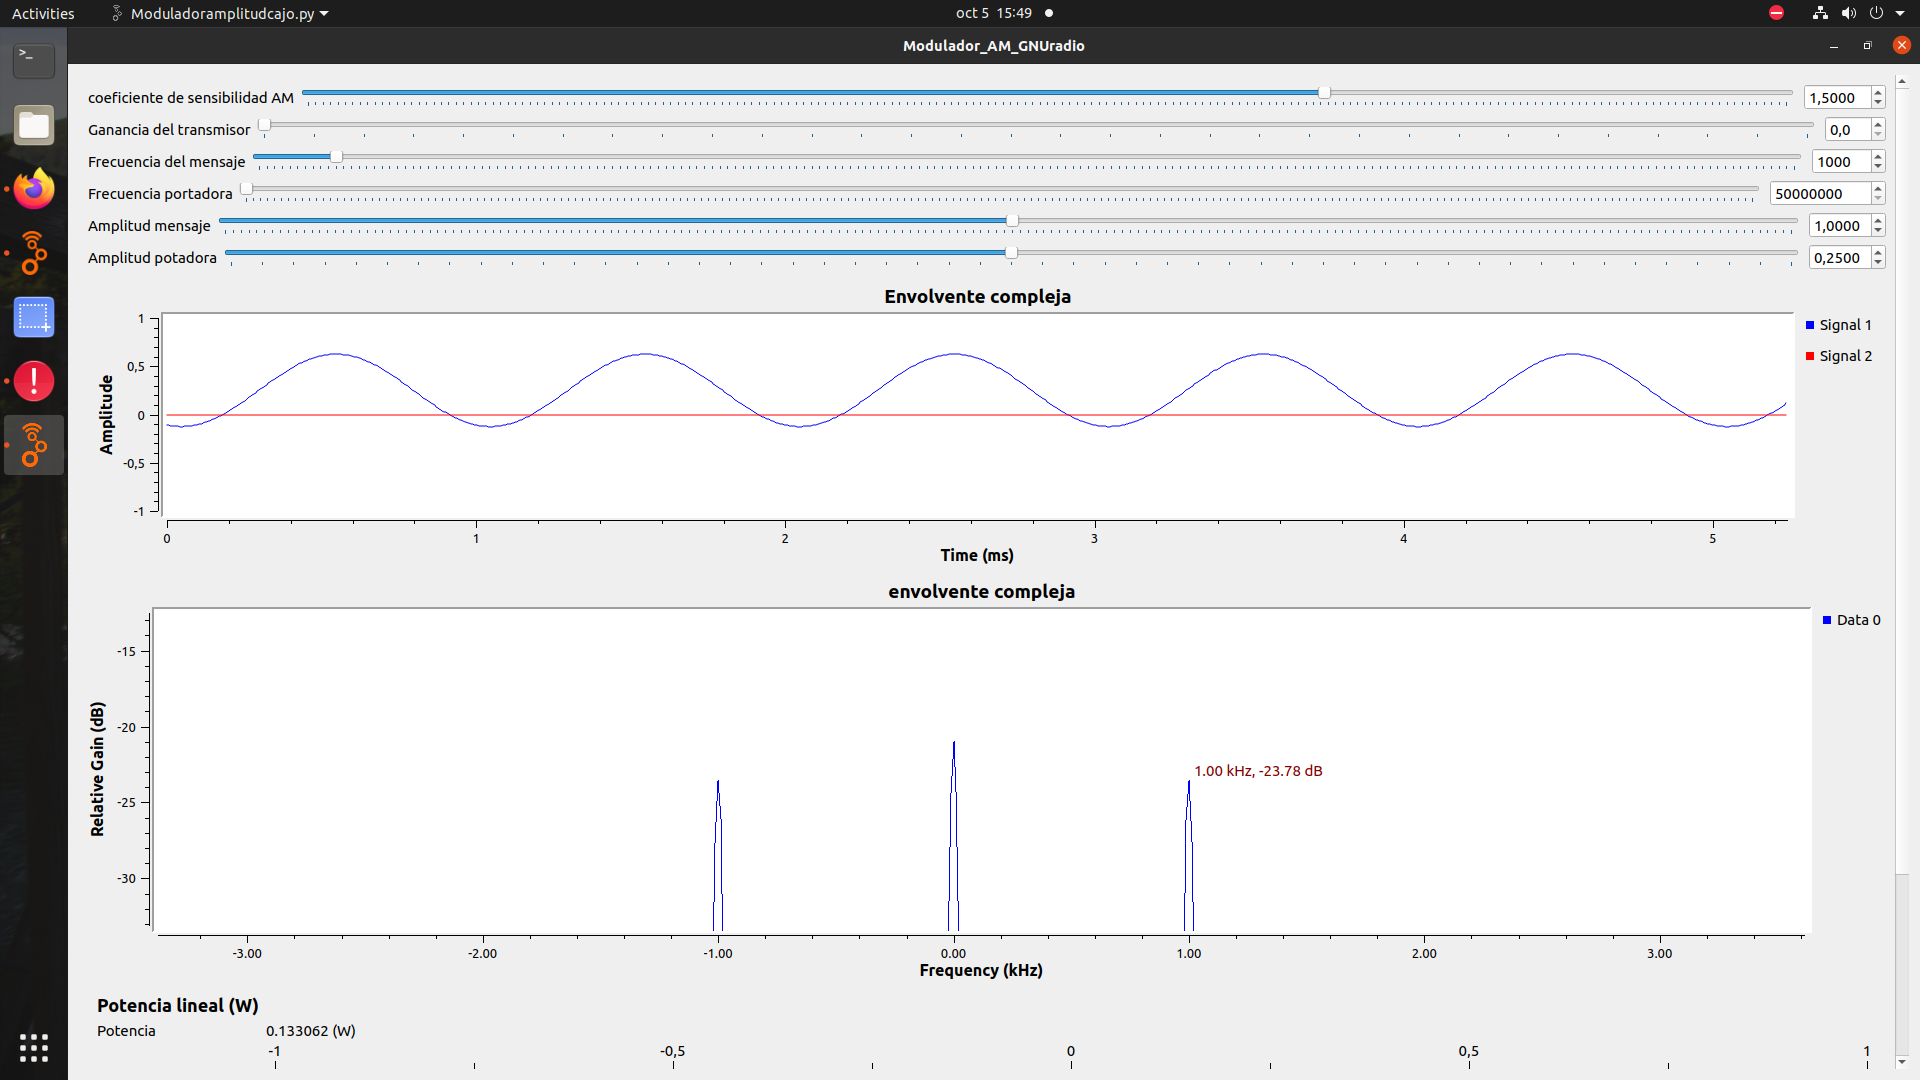 Activities
Moduladoramplitudcajo.py
oct 5 15:49
Modulador_AM_GNUradio
coeficiente de sensibilidad AM 1,5000
Ganancia del transmisor 0,0
Frecuencia del mensaje 1000
Frecuencia portadora 50000000
Amplitud mensaje 1,0000
Amplitud potadora 0,2500
Envolvente compleja
Signal 1
Signal 2
Amplitude
1
0,5
0
-0,5
-1
0 1 2 3 4 5
Time (ms)
envolvente compleja
Data 0
Relative Gain (dB)
-15
-20
-25
-30
1.00 kHz, -23.78 dB
-3.00 -2.00 -1.00 0.00 1.00 2.00 3.00
Frequency (kHz)
Potencia lineal (W)
Potencia 0.133062 (W)
-1 -0,5 0 0,5 1